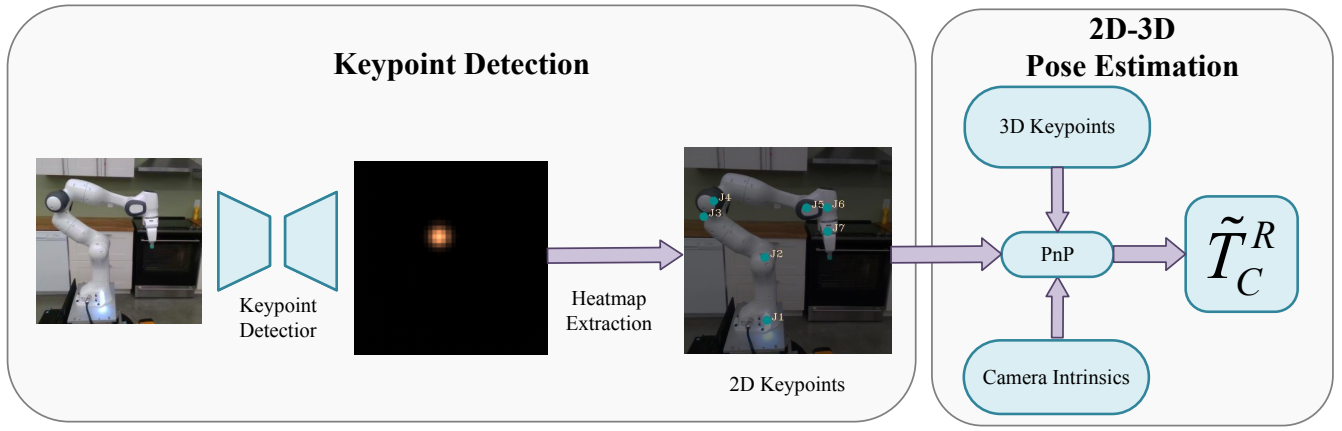 Keypoint Detection
Keypoint
Detectior
Heatmap
Extraction
J4
J3
J5
J6
J7
J2
J1
2D Keypoints
2D-3D
Pose Estimation
3D Keypoints
PnP
Camera Intrinsics
T̃_C^R